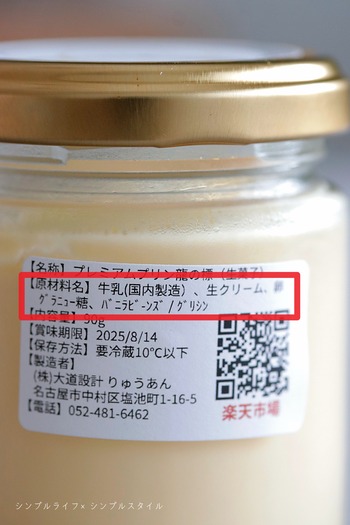 【名称】プレミアムプリン龍の標（生菓子）
【原材料名】牛乳(国内製造）、生クリーム、卵
ｸﾞﾗﾆｭｰ糖、ﾊﾞﾆﾗﾋﾞｰﾝｽﾞ/ｸﾞﾘｼﾝ
【内容量】90g
【賞味期限】2025/8/14
【保存方法】要冷蔵10℃以下
【製造者】
(株)大道設計 りゅうあん
名古屋市中村区塩池町1-16-5
【電話】052-481-6462
楽天市場
シンプルライフ×シンプルスタイル